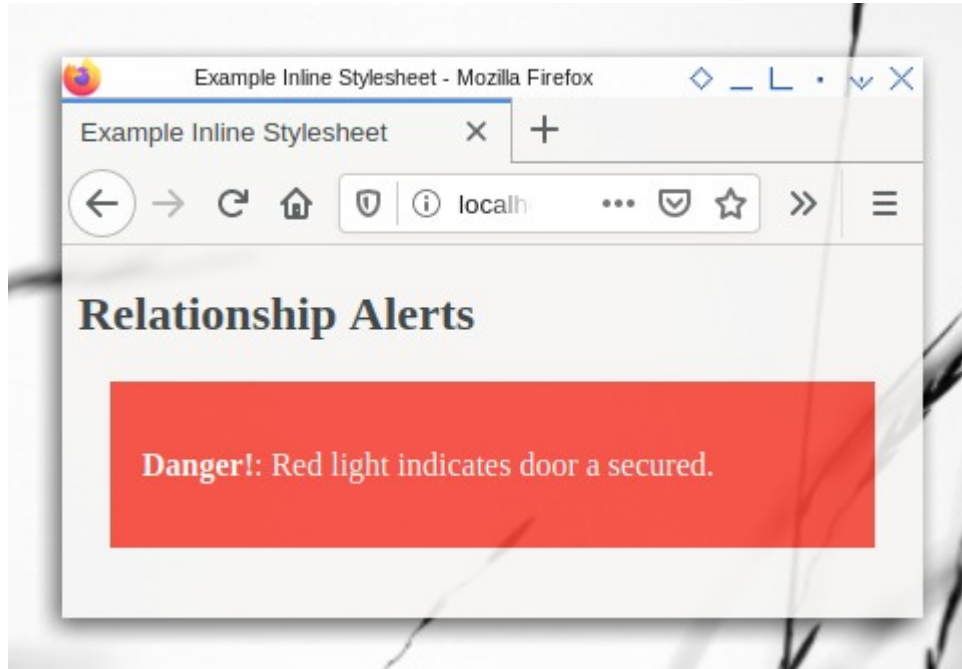 Example Inline Stylesheet - Mozilla Firefox
Example Inline Stylesheet
Relationship Alerts
Danger!: Red light indicates door a secured.